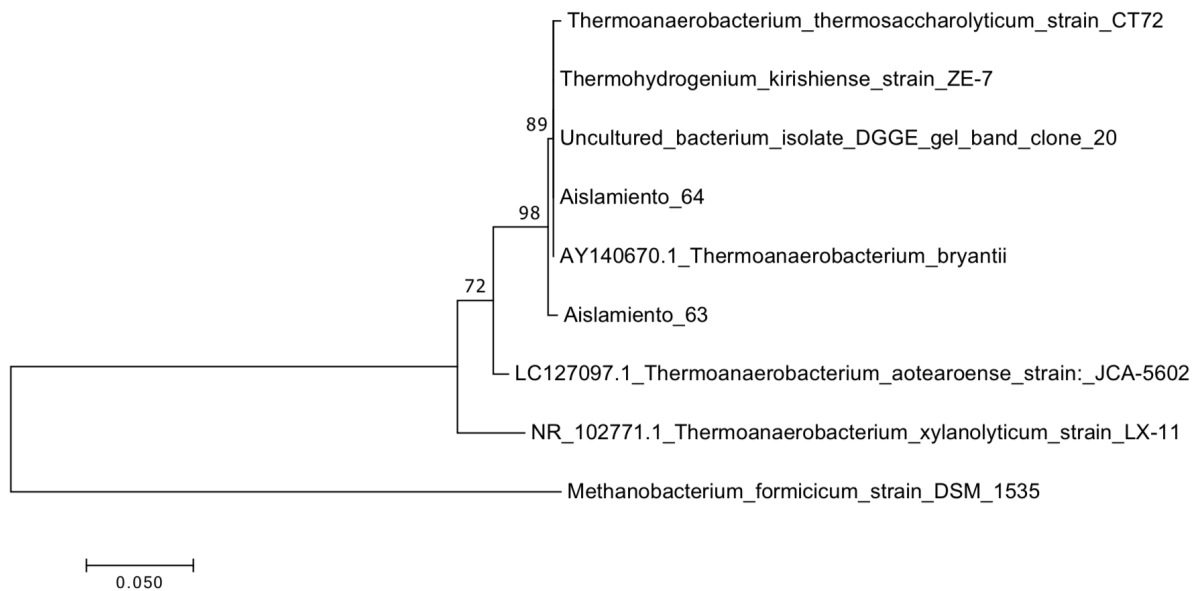 Thermoanaerobacterium_thermosaccharolyticum_strain_CT72
Thermohydrogenium_kirishiense_strain_ZE-7
89
Uncultured_bacterium_isolate_DGGE_gel_band_clone_20
Aislamiento_64
98
AY140670.1_Thermoanaerobacterium_bryantii
72
Aislamiento_63
LC127097.1_Thermoanaerobacterium_aotearoense_strain:_JCA-5602
NR_102771.1_Thermoanaerobacterium_xylanolyticum_strain_LX-11
Methanobacterium_formicicum_strain_DSM_1535
0.050